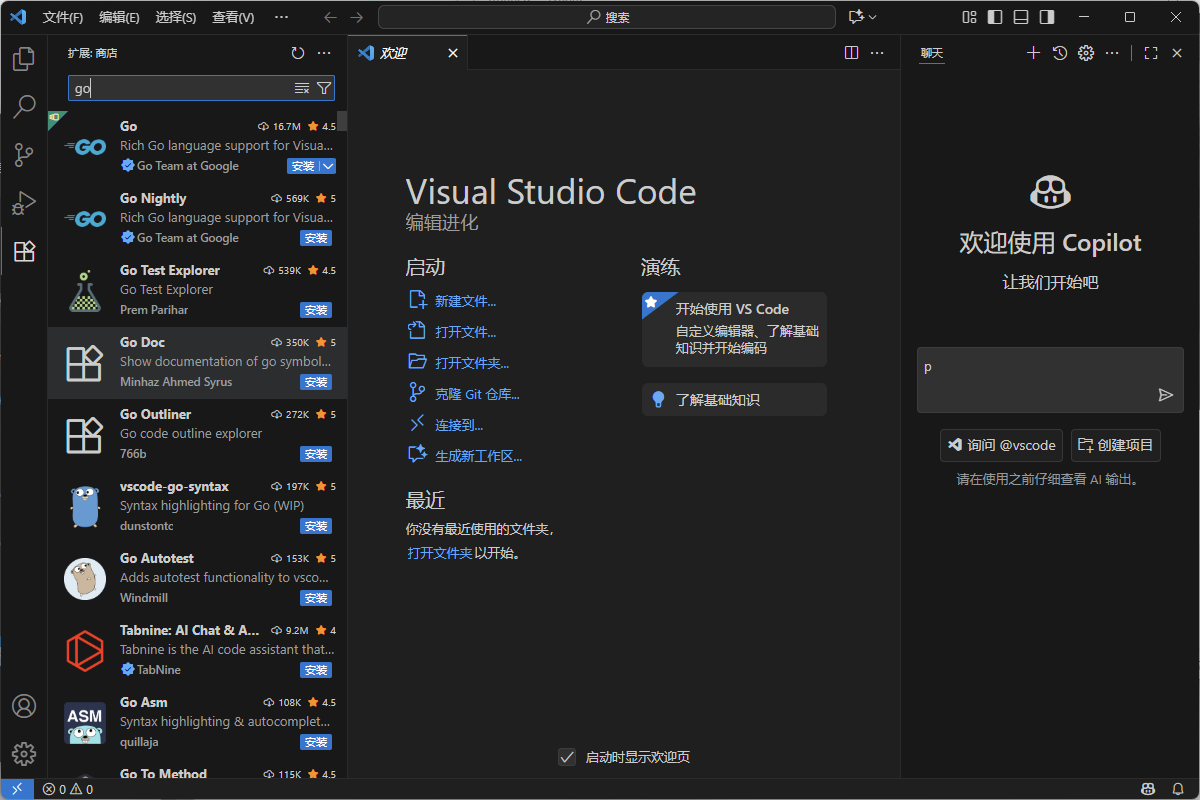 文件(F) 编辑(E) 选择(S) 查看(V) ··· 搜索
扩展: 商店
go
GO
Go 16.7M 4.5
Rich Go language support for Visua...
Go Team at Google 安装
GO
Go Nightly 569K 5
Rich Go language support for Visua...
Go Team at Google 安装
Go Test Explorer 539K 4.5
Go Test Explorer
Prem Parihar 安装
Go Doc 350K 5
Show documentation of go symbol...
Minhaz Ahmed Syrus 安装
Go Outliner 272K 5
Go code outline explorer
766b 安装
vscode-go-syntax 197K 5
Syntax highlighting for Go (WIP)
dunstontc 安装
Go Autotest 153K 5
Adds autotest functionality to vsco...
Windmill 安装
Tabnine: AI Chat & A... 9.2M 4
Tabnine is the AI code assistant that...
TabNine 安装
ASM
Go Asm 108K 4.5
Syntax highlighting & autocomplet...
quillaja 安装
Go To Method 115K 4.5
欢迎
Visual Studio Code
编辑进化
启动
新建文件...
打开文件...
打开文件夹...
克隆 Git 仓库...
连接到...
生成新工作区...
最近
你没有最近使用的文件夹，
打开文件夹以开始。
演练
开始使用 VS Code
自定义编辑器、了解基础
知识并开始编码
了解基础知识
启动时显示欢迎页
聊天
欢迎使用 Copilot
让我们开始吧
p
询问 @vscode 创建项目
请在使用之前仔细查看 AI 输出。
0 0